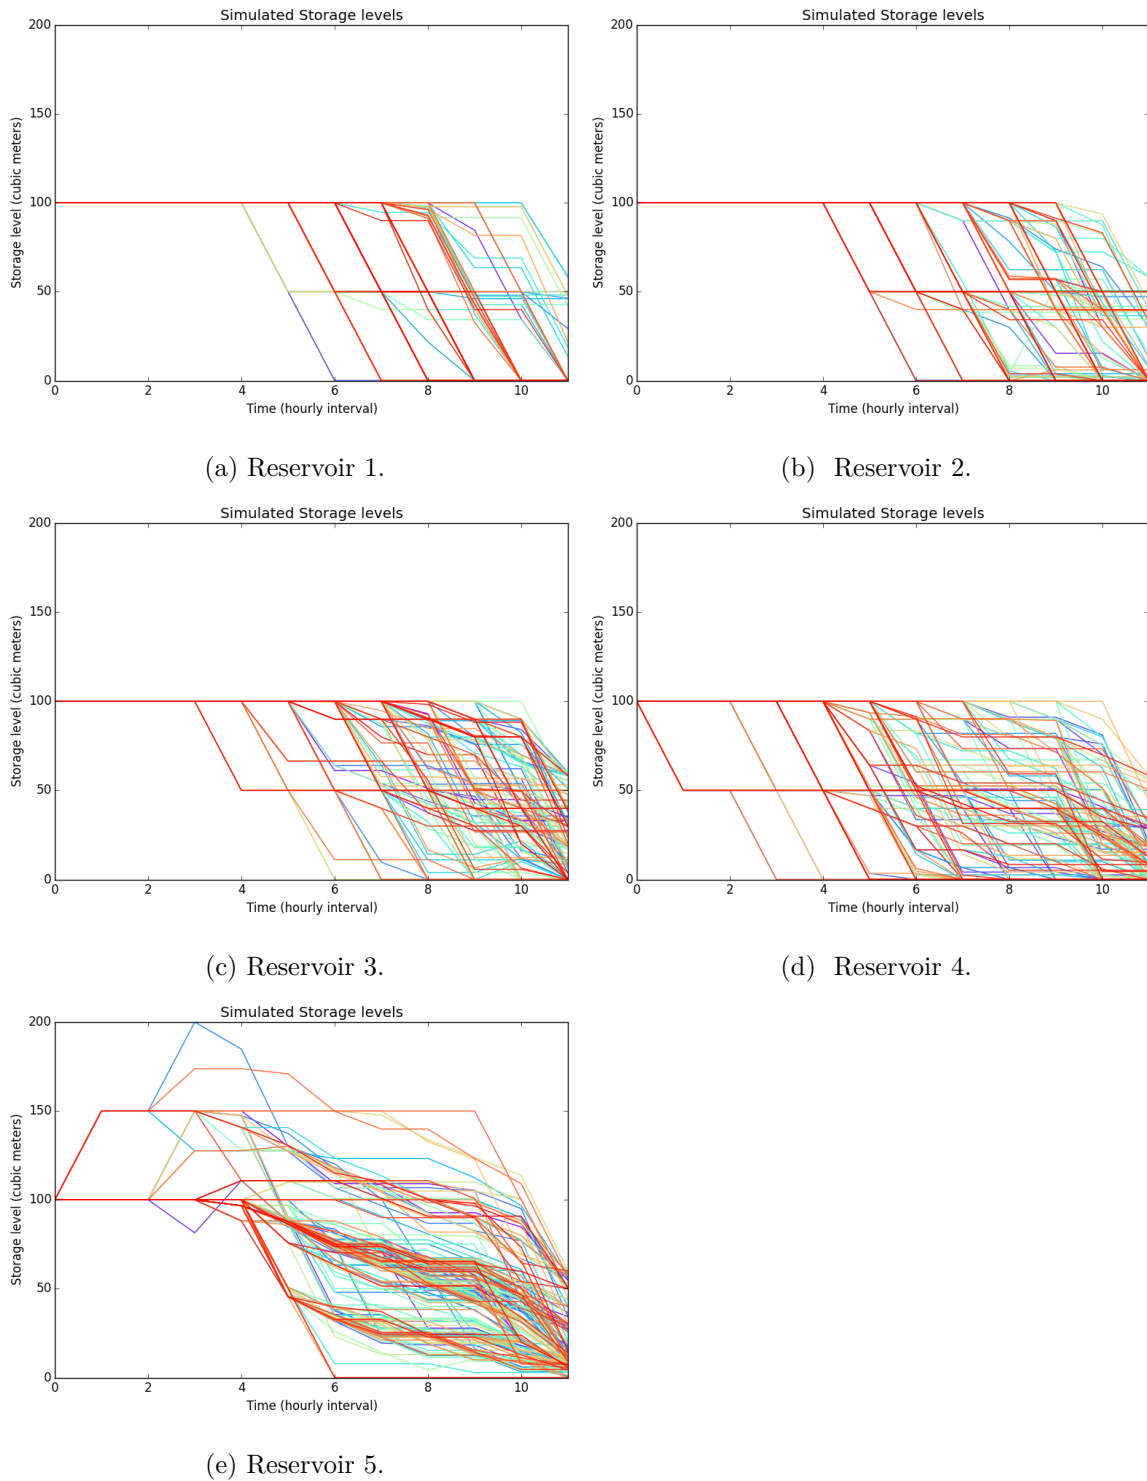 Simulated Storage levels
200
150
100
50
0
Storage level (cubic meters)
0 2 4 6 8 10
Time (hourly interval)
(a) Reservoir 1.
Simulated Storage levels
200
150
100
50
0
Storage level (cubic meters)
0 2 4 6 8 10
Time (hourly interval)
(b) Reservoir 2.
Simulated Storage levels
200
150
100
50
0
Storage level (cubic meters)
0 2 4 6 8 10
Time (hourly interval)
(c) Reservoir 3.
Simulated Storage levels
200
150
100
50
0
Storage level (cubic meters)
0 2 4 6 8 10
Time (hourly interval)
(d) Reservoir 4.
Simulated Storage levels
200
150
100
50
0
Storage level (cubic meters)
0 2 4 6 8 10
Time (hourly interval)
(e) Reservoir 5.